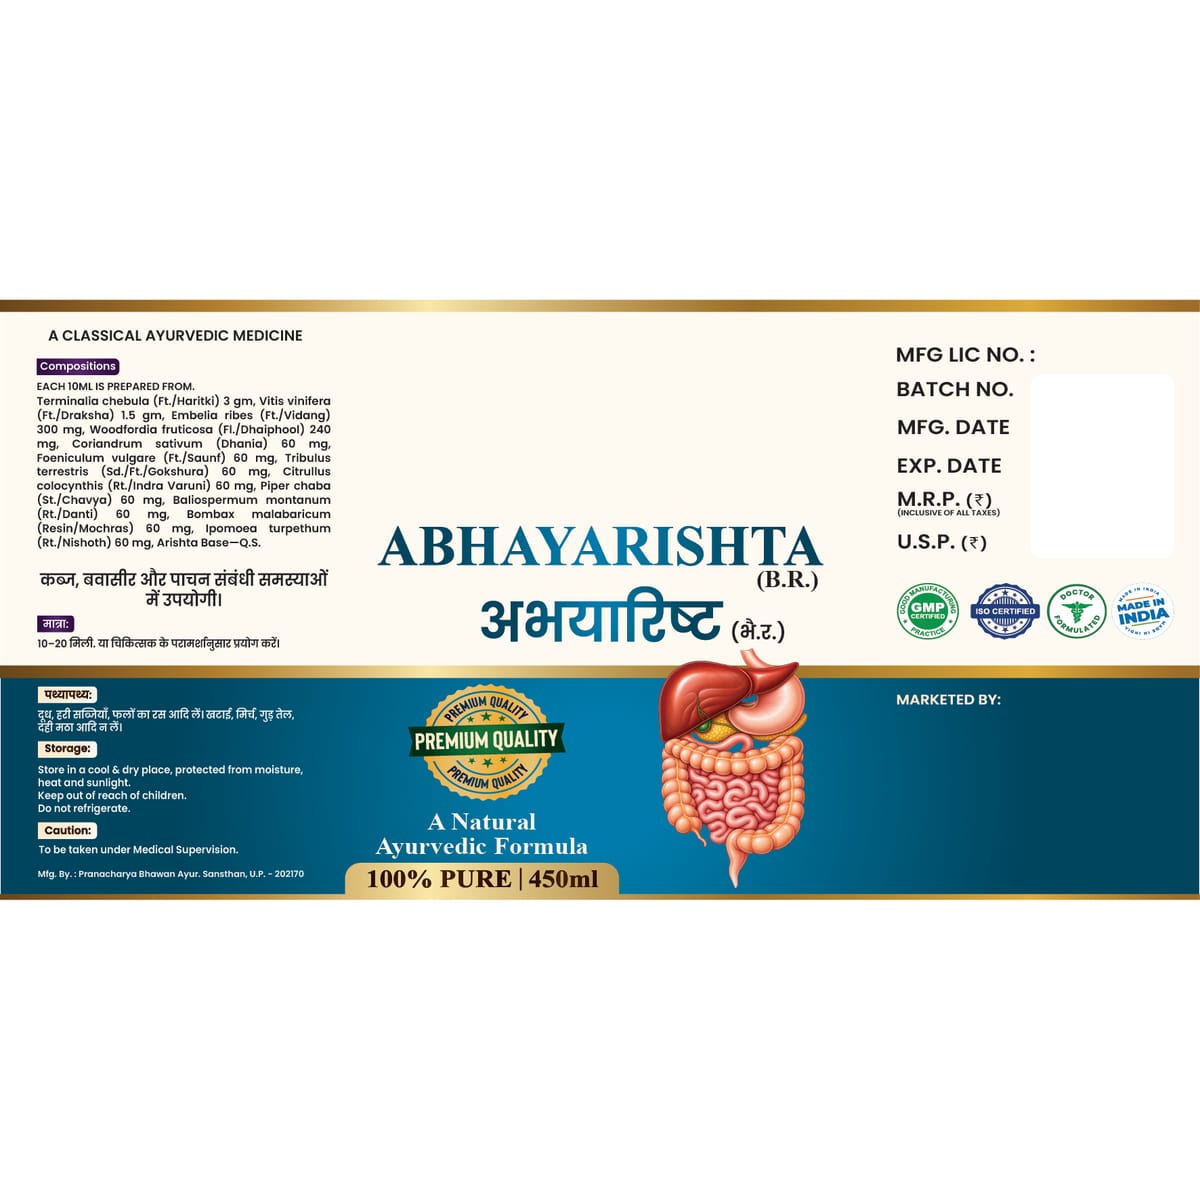 A CLASSICAL AYURVEDIC MEDICINE
Compositions
EACH 10ML IS PREPARED FROM.
Terminalia chebula (Ft./Haritki) 3 gm, Vitis vinifera
(Ft./Draksha) 1.5 gm, Embelia ribes (Ft./Vidang)
300 mg, Woodfordia fruticosa (Fl./Dhaiphool) 240
mg, Coriandrum sativum (Dhania) 60 mg,
Foeniculum vulgare (Ft./Saunf) 60 mg, Tribulus
terrestris (Sd./Ft./Gokshura) 60 mg, Citrullus
colocynthis (Rt./Indra Varuni) 60 mg, Piper chaba
(St./Chavya) 60 mg, Baliospermum montanum
(Rt./Danti) 60 mg, Bombax malabaricum
(Resin/Mochras) 60 mg, Ipomoea turpethum
(Rt./Nishoth) 60 mg, Arishta Base—Q.S.
कब्ज, बवासीर और पाचन संबंधी समस्याओं
में उपयोगी।
मात्रा:
10-20 मिली. या चिकित्सक के परामर्शानुसार प्रयोग करें।
पथ्यापथ्य:
दूध, हरी सब्जियाँ, फलों का रस आदि लें। खटाई, मिर्च, गुड़ तेल,
दही मठा आदि न लें।
Storage:
Store in a cool & dry place, protected from moisture,
heat and sunlight.
Keep out of reach of children.
Do not refrigerate.
Caution:
To be taken under Medical Supervision.
Mfg. By. : Pranacharya Bhawan Ayur. Sansthan, U.P. - 202170
ABHAYARISHTA
(B.R.)
अभयारिष्ट (भै.र.)
PREMIUM QUALITY
PREMIUM QUALITY
PREMIUM QUALITY
A Natural
Ayurvedic Formula
100% PURE | 450ml
MFG LIC NO. :
BATCH NO.
MFG. DATE
EXP. DATE
M.R.P. (₹)
(INCLUSIVE OF ALL TAXES)
U.S.P. (₹)
GOOD MANUFACTURING
GMP
CERTIFIED
PRACTICE
ISO CERTIFIED
DOCTOR
FORMULATED
MADE IN INDIA
MADE IN
INDIA
MARKETED BY: